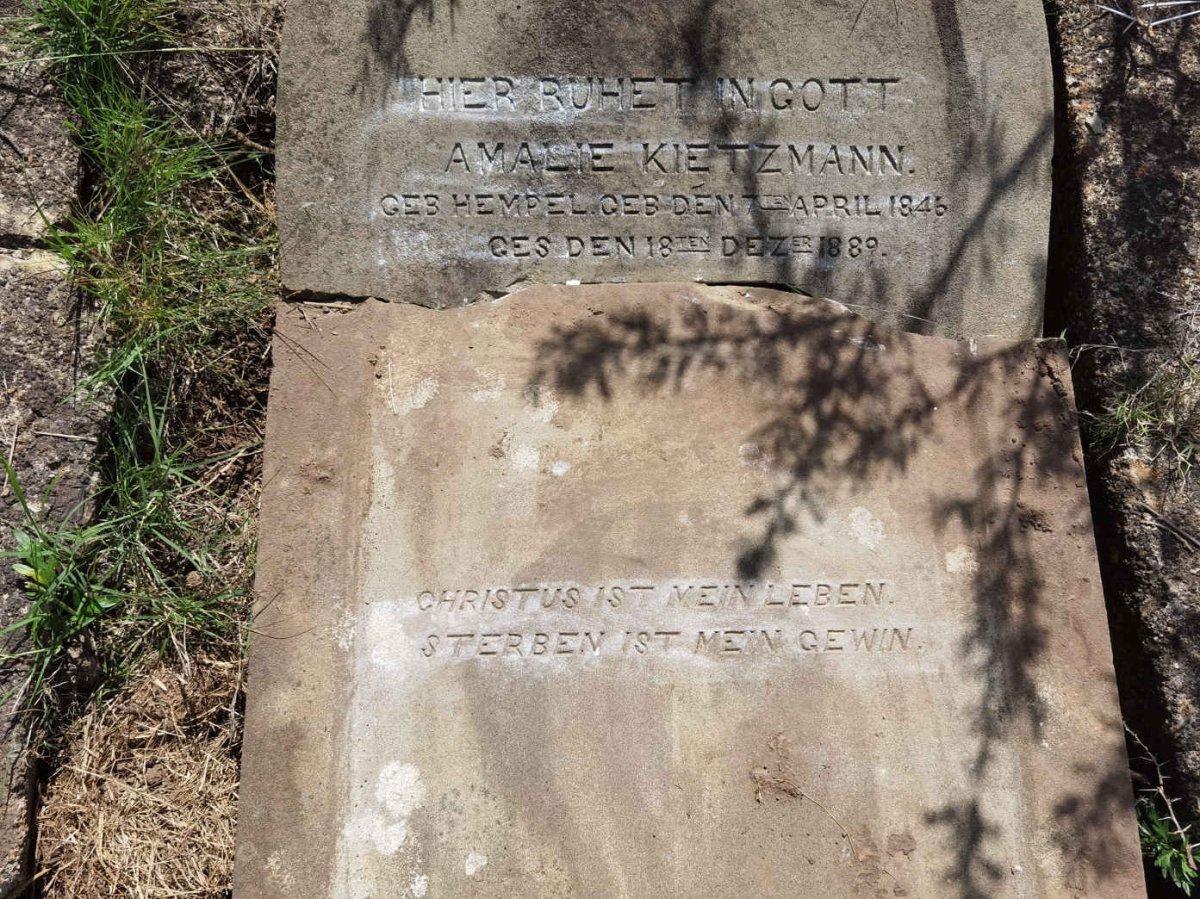 HIER RUHET IN GOTT
AMALIE KIETZMANN.
GEB HEMPEL. GEB DEN 7TEN APRIL 1846
GES DEN 18TEN DEZER 1889.
CHRISTUS IST MEIN LEBEN.
STERBEN IST MEIN GEWIN.